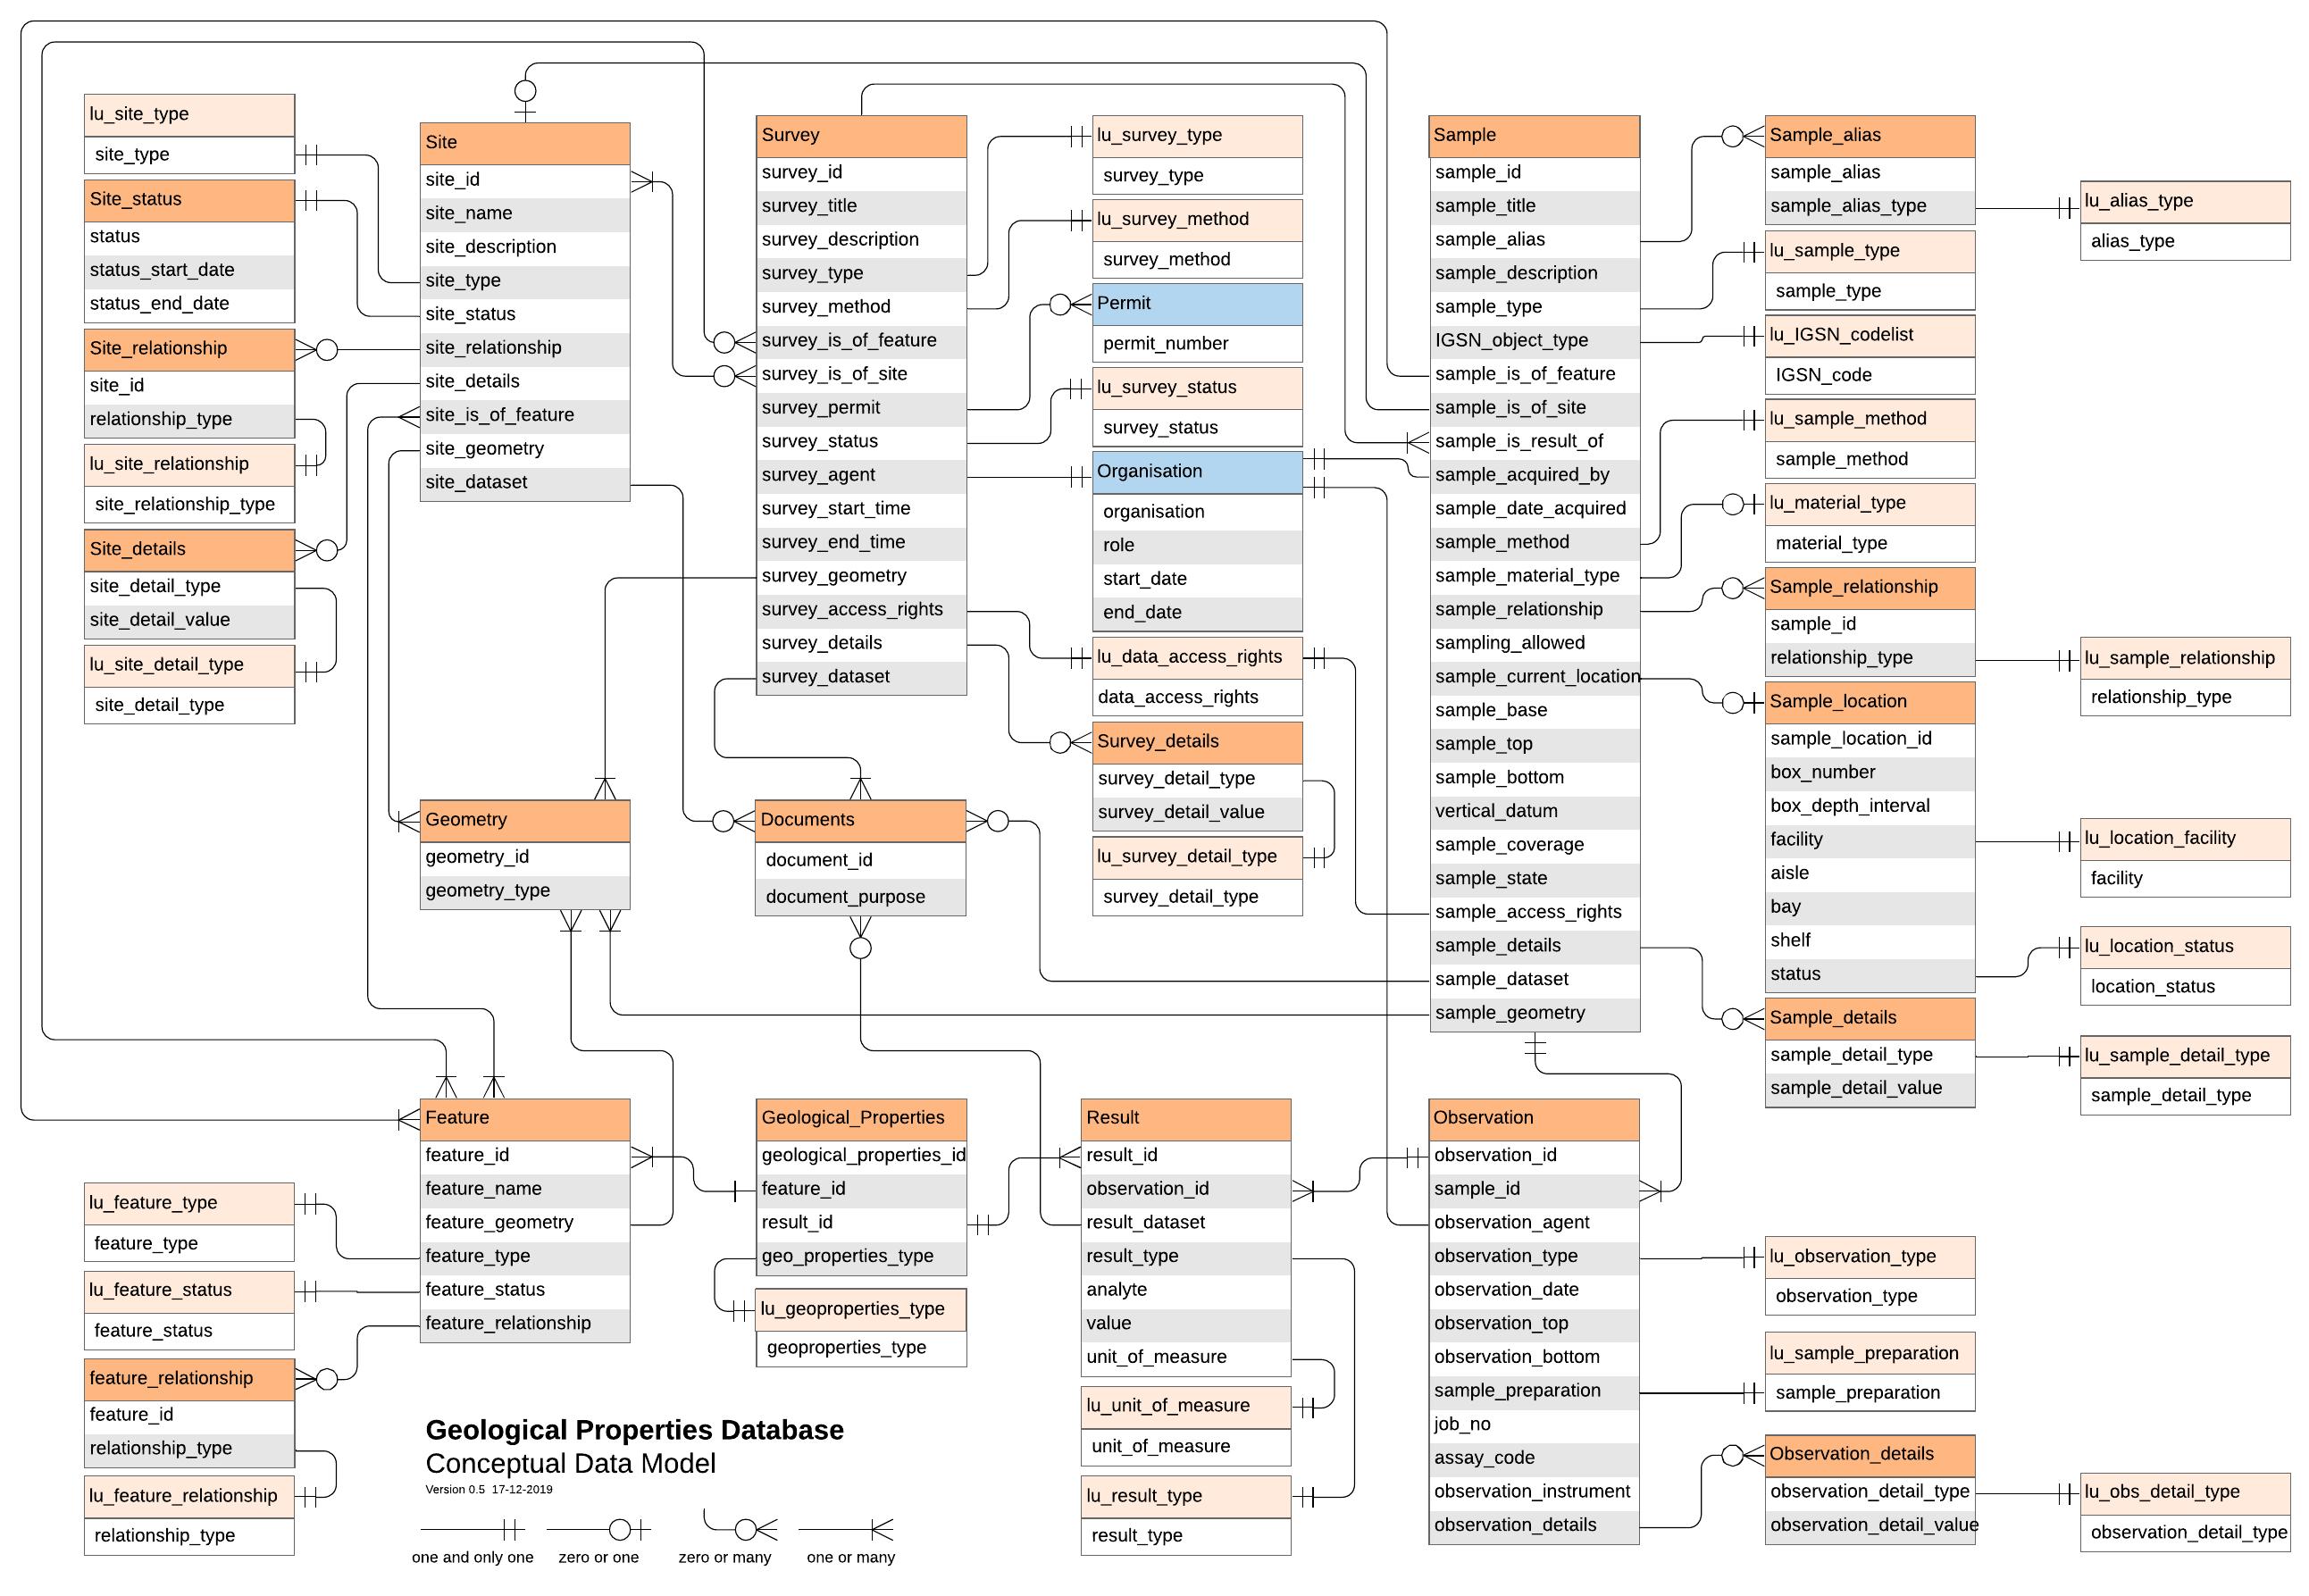 lu_site_type
site_type
Site_status
status
status_start_date
status_end_date
Site_relationship
site_id
relationship_type
lu_site_relationship
site_relationship_type
Site_details
site_detail_type
site_detail_value
lu_site_detail_type
site_detail_type
Site
site_id
site_name
site_description
site_type
site_status
site_relationship
site_details
site_is_of_feature
site_geometry
site_dataset
Survey
survey_id
survey_title
survey_description
survey_type
survey_method
survey_is_of_feature
survey_is_of_site
survey_permit
survey_status
survey_agent
survey_start_time
survey_end_time
survey_geometry
survey_access_rights
survey_details
survey_dataset
lu_survey_type
survey_type
lu_survey_method
survey_method
Permit
permit_number
lu_survey_status
survey_status
Organisation
organisation
role
start_date
end_date
lu_data_access_rights
data_access_rights
Survey_details
survey_detail_type
survey_detail_value
lu_survey_detail_type
survey_detail_type
Sample
sample_id
sample_title
sample_alias
sample_description
sample_type
IGSN_object_type
sample_is_of_feature
sample_is_of_site
sample_is_result_of
sample_acquired_by
sample_date_acquired
sample_method
sample_material_type
sample_relationship
sampling_allowed
sample_current_location
sample_base
sample_top
sample_bottom
vertical_datum
sample_coverage
sample_state
sample_access_rights
sample_details
sample_dataset
sample_geometry
Sample_alias
sample_alias
sample_alias_type
lu_sample_type
sample_type
lu_IGSN_codelist
IGSN_code
lu_sample_method
sample_method
lu_material_type
material_type
Sample_relationship
sample_id
relationship_type
Sample_location
sample_location_id
box_number
box_depth_interval
facility
aisle
bay
shelf
status
Sample_details
sample_detail_type
sample_detail_value
lu_alias_type
alias_type
lu_sample_relationship
relationship_type
lu_location_facility
facility
lu_location_status
location_status
lu_sample_detail_type
sample_detail_type
Geometry
geometry_id
geometry_type
Documents
document_id
document_purpose
Feature
feature_id
feature_name
feature_geometry
feature_type
feature_status
feature_relationship
lu_feature_type
feature_type
lu_feature_status
feature_status
feature_relationship
feature_id
relationship_type
lu_feature_relationship
relationship_type
Geological_Properties
geological_properties_id
feature_id
result_id
geo_properties_type
lu_geoproperties_type
geoproperties_type
Result
result_id
observation_id
result_dataset
result_type
analyte
value
unit_of_measure
lu_unit_of_measure
unit_of_measure
lu_result_type
result_type
Observation
observation_id
sample_id
observation_agent
observation_type
observation_date
observation_top
observation_bottom
sample_preparation
job_no
assay_code
observation_instrument
observation_details
lu_observation_type
observation_type
lu_sample_preparation
sample_preparation
Observation_details
observation_detail_type
observation_detail_value
lu_obs_detail_type
observation_detail_type
Geological Properties Database
Conceptual Data Model
Version 0.5 17-12-2019
one and only one
zero or one
zero or many
one or many